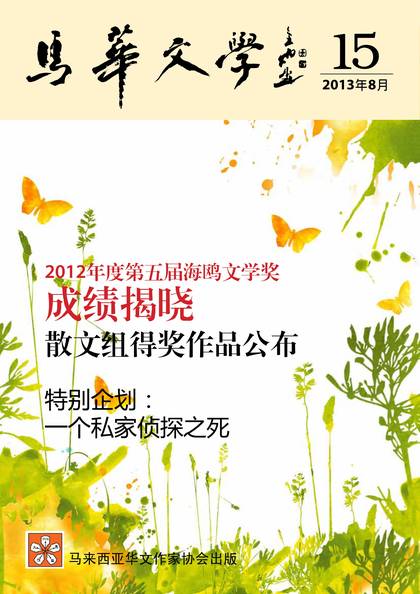 馬華文學
15
2013年8月
2012年度第五届海鸥文学奖
成绩揭晓
散文组得奖作品公布
特别企划：
一个私家侦探之死
马来西亚华文作家协会出版